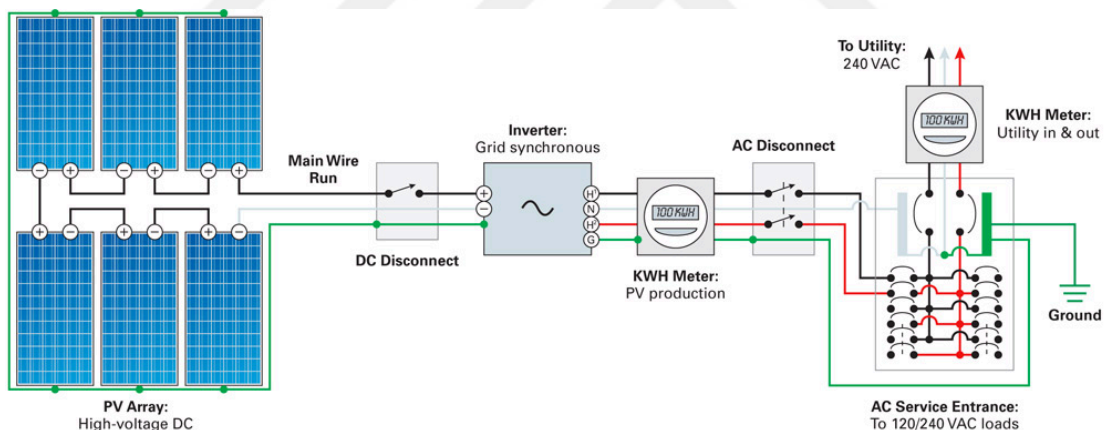 To Utility:
240 VAC
100 KWH
KWH Meter:
Utility in & out
Inverter:
Grid synchronous
AC Disconnect
Main Wire
Run
− + − + − +
+ − + − + −
+
−
H¹
N
H²
G
100 KWH
DC Disconnect
KWH Meter:
PV production
Ground
PV Array:
High-voltage DC
AC Service Entrance:
To 120/240 VAC loads